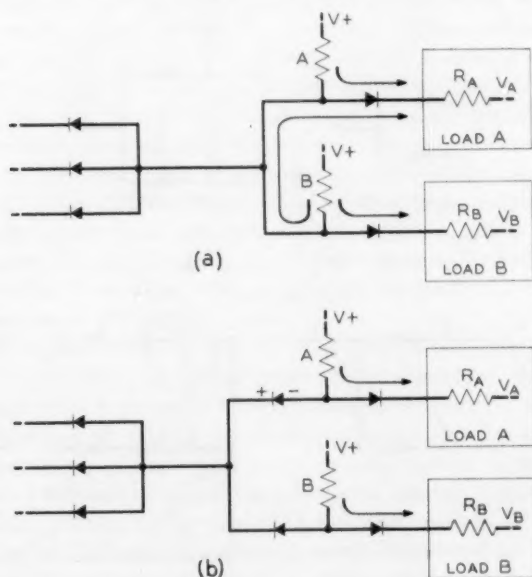 V+
A
R_A V_A
LOAD A
V+
B
R_B V_B
LOAD B
(a)
V+
A
+ -
R_A V_A
LOAD A
V+
B
R_B V_B
LOAD B
(b)